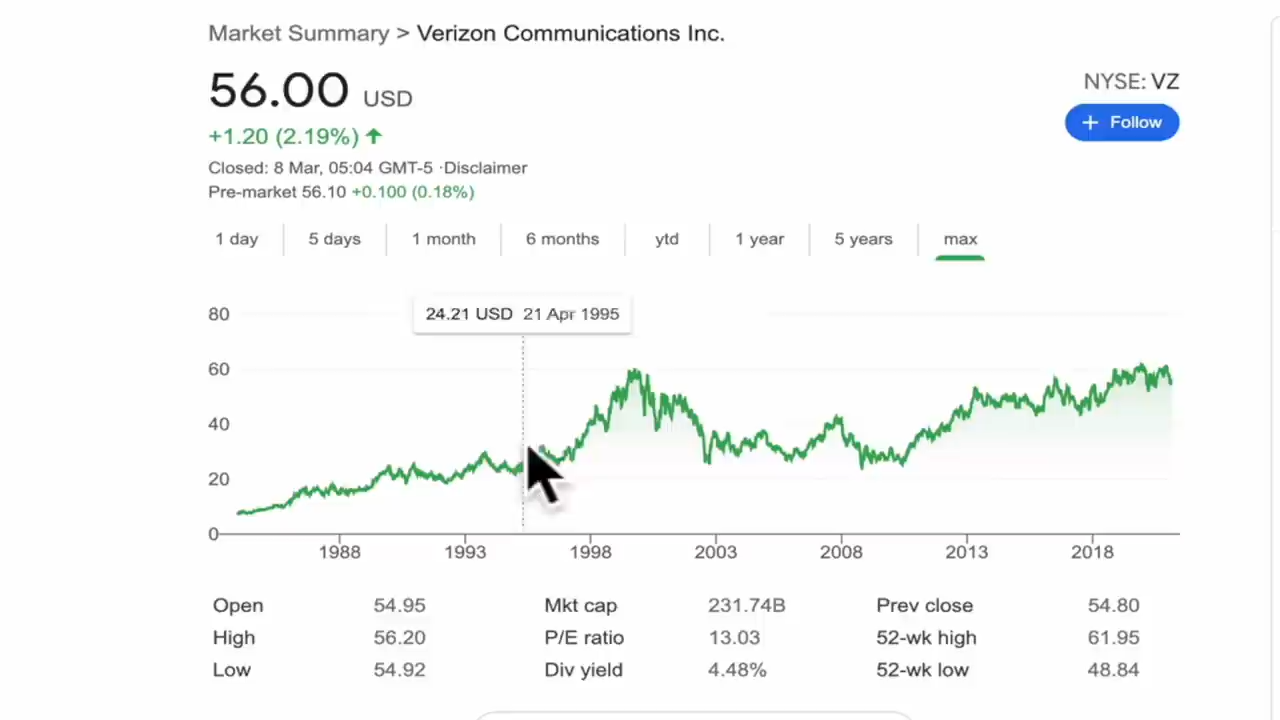 Market Summary > Verizon Communications Inc.
56.00 USD
NYSE: VZ
+1.20 (2.19%)
+ Follow
Closed: 8 Mar, 05:04 GMT-5 ·Disclaimer
Pre-market 56.10 +0.100 (0.18%)
1 day 5 days 1 month 6 months ytd 1 year 5 years max
24.21 USD 21 Apr 1995
80
60
40
20
0
1988 1993 1998 2003 2008 2013 2018
Open 54.95 Mkt cap 231.74B Prev close 54.80
High 56.20 P/E ratio 13.03 52-wk high 61.95
Low 54.92 Div yield 4.48% 52-wk low 48.84